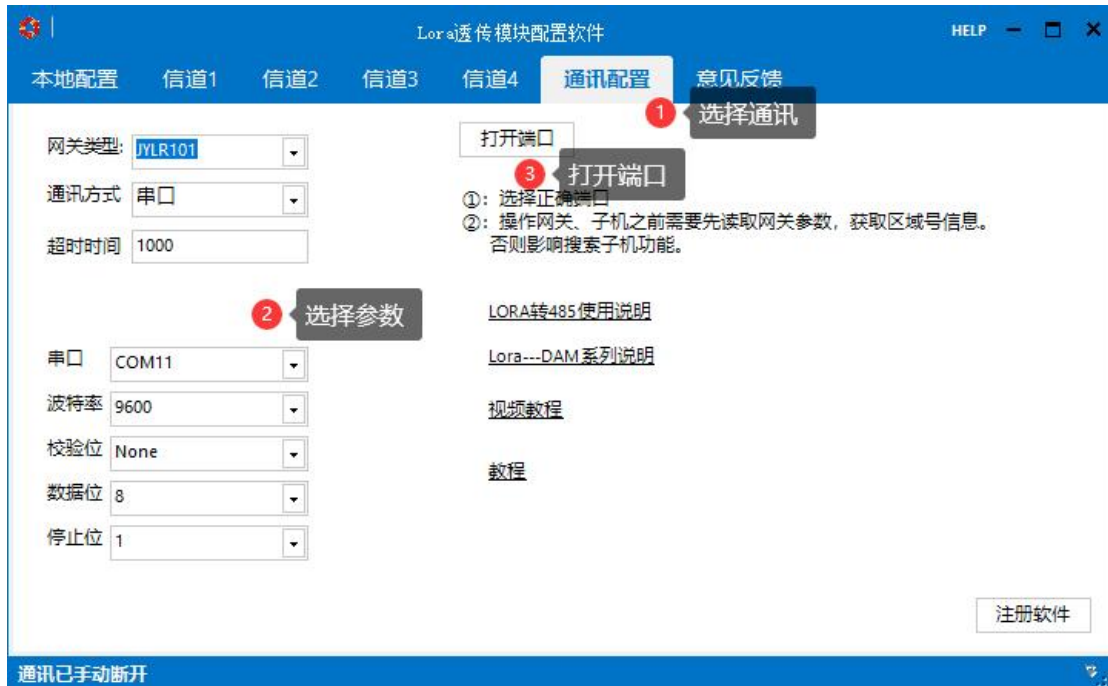 Lora透传模块配置软件
HELP
本地配置 信道1 信道2 信道3 信道4 通讯配置 意见反馈
1 选择通讯
网关类型: JYLR101
打开端口
3 打开端口
通讯方式 串口
①: 选择正确端口
②: 操作网关、子机之前需要先读取网关参数, 获取区域号信息。
否则影响搜索子机功能。
超时时间 1000
2 选择参数
LORA转485使用说明
串口 COM11
Lora---DAM系列说明
波特率 9600
视频教程
校验位 None
教程
数据位 8
停止位 1
注册软件
通讯已手动断开